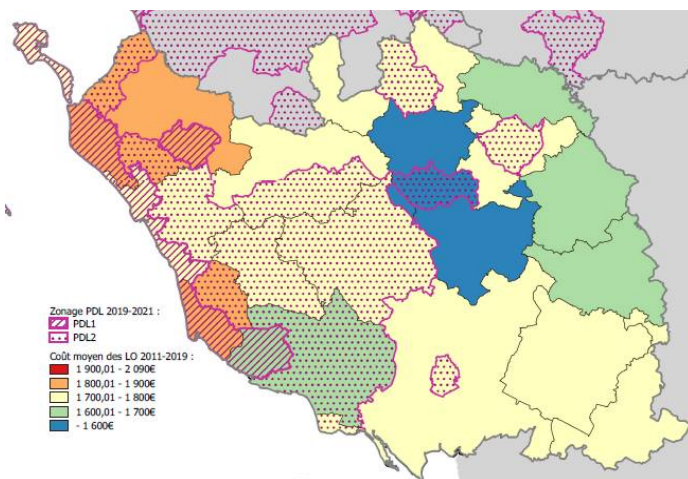 Zonage PDL 2019-2021 :
PDL1
PDL2
Coût moyen des LO 2011-2019 :
1 900,01 - 2 090€
1 800,01 - 1 900€
1 700,01 - 1 800€
1 600,01 - 1 700€
- 1 600€